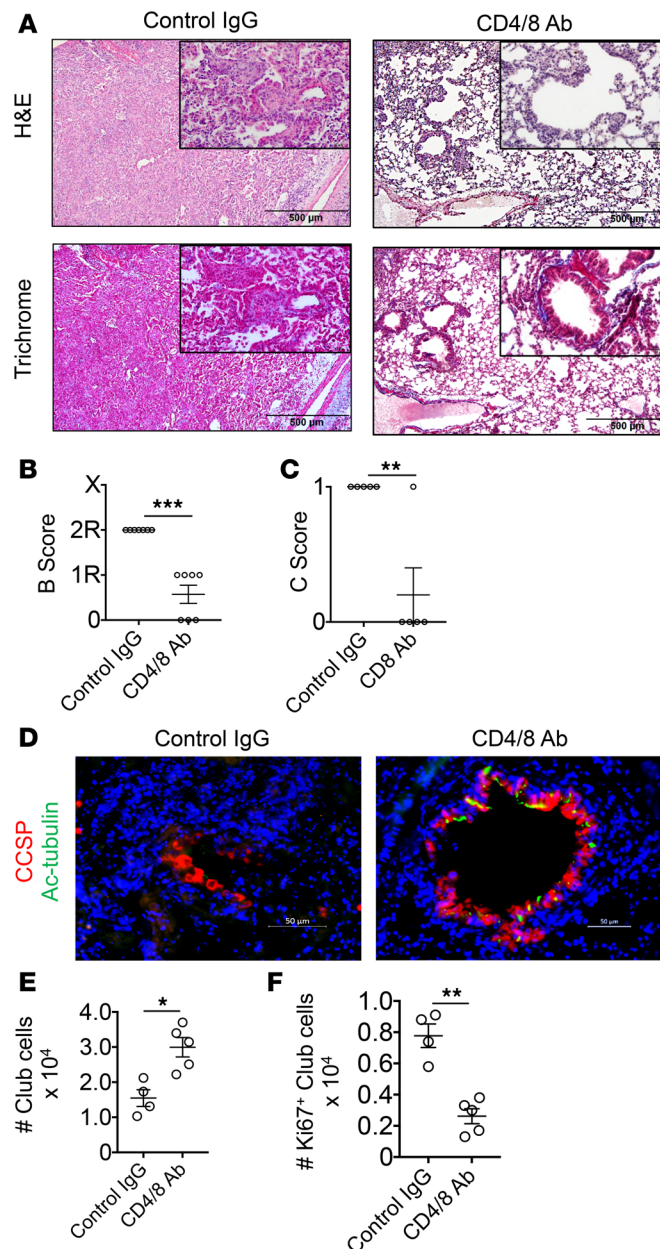 A
Control IgG
CD4/8 Ab
H&E
500 µm
500 µm
Trichrome
500 µm
500 µm
B
X
2R
1R
0
B Score
***
Control IgG
CD4/8 Ab
C
1
0
C Score
**
Control IgG
CD8 Ab
D
Control IgG
CD4/8 Ab
CCSP
Ac-tubulin
50 µm
50 µm
E
# Club cells
x 10⁴
4.0
3.0
2.0
1.0
0
*
Control IgG
CD4/8 Ab
F
# Ki67⁺ Club cells
x 10⁴
1.0
0.8
0.6
0.4
0.2
0
**
Control IgG
CD4/8 Ab